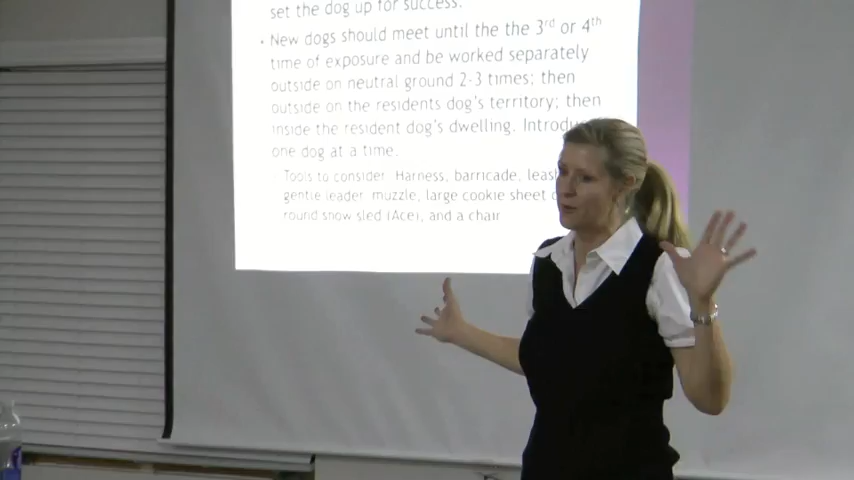 set the dog up for success.
• New dogs should meet until the the 3rd or 4th
time of exposure and be worked separately
outside on neutral ground 2-3 times; then
outside on the residents dog's territory; then
inside the resident dog's dwelling.
one dog at a time.
Tools to consider: Harness, barricade,
gentle leader, muzzle, large cookie sheet
round snow sled (Ace), and a chair